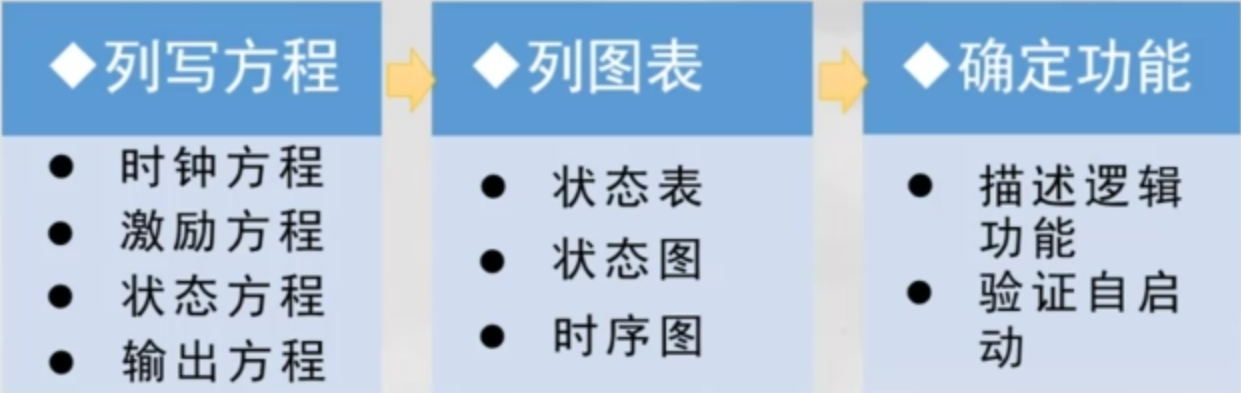 ◆列写方程
● 时钟方程
● 激励方程
● 状态方程
● 输出方程
◆列图表
● 状态表
● 状态图
● 时序图
◆确定功能
● 描述逻辑
功能
● 验证自启
动